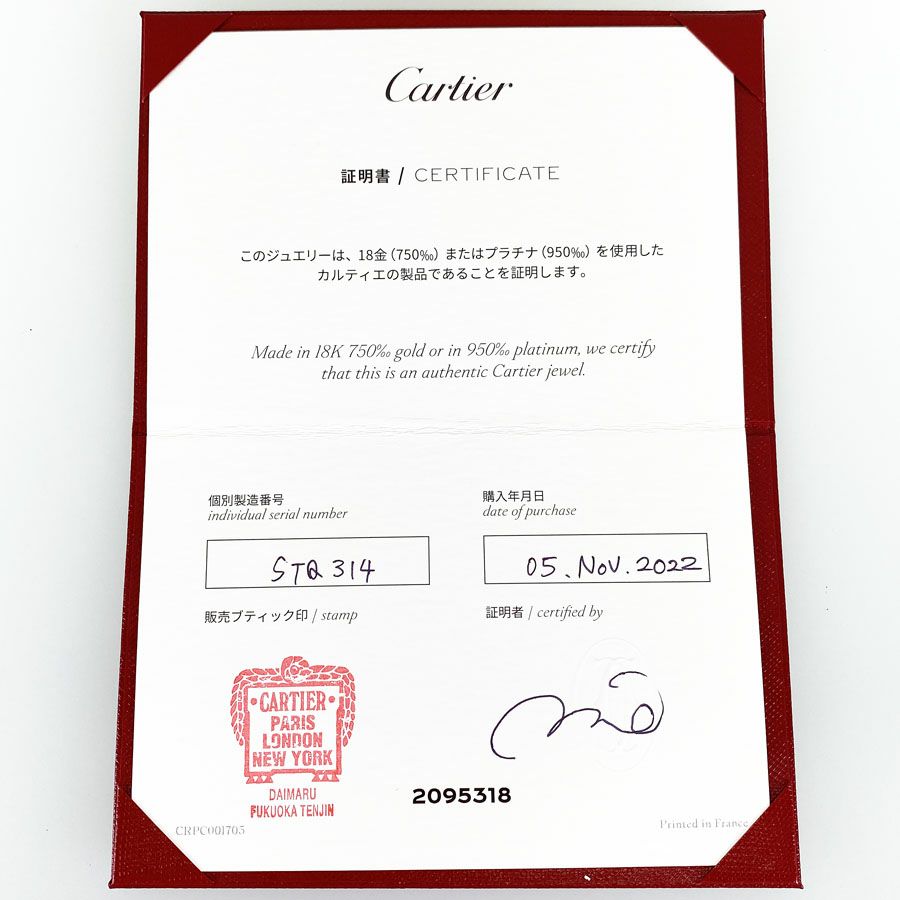 Cartier
証明書 / CERTIFICATE
このジュエリーは、18金（750‰）またはプラチナ（950‰）を使用した
カルティエの製品であることを証明します。
Made in 18K 750‰ gold or in 950‰ platinum, we certify
that this is an authentic Cartier jewel.
個別製造番号
individual serial number
STQ 314
購入年月日
date of purchase
05. Nov. 2022
販売ブティック印 / stamp
証明者 / certified by
CARTIER
PARIS
LONDON
NEW YORK
DAIMARU
FUKUOKA TENJIN
2095318
CRPC001705
Printed in France